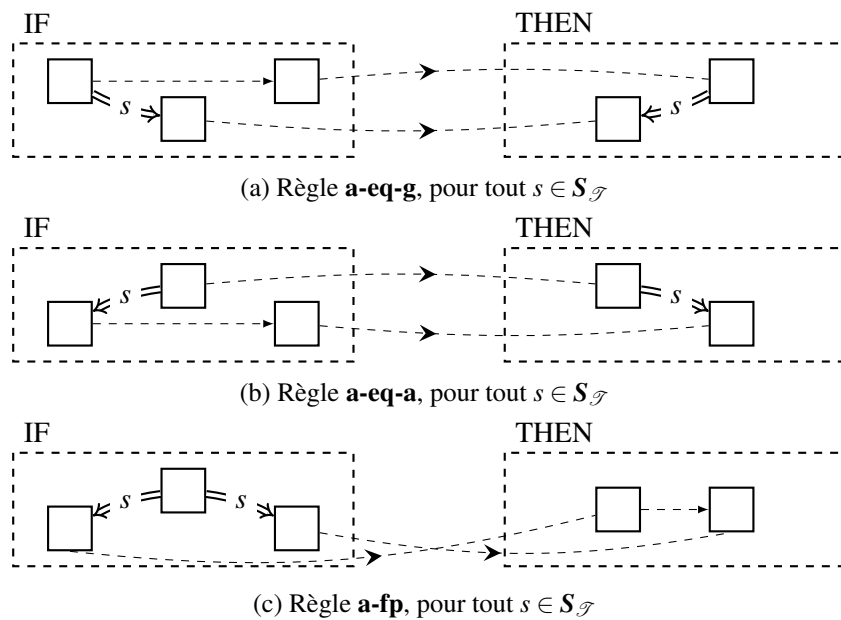 IF THEN
s s
(a) Règle a-eq-g, pour tout s ∈ S𝒯
IF THEN
s s
(b) Règle a-eq-a, pour tout s ∈ S𝒯
IF THEN
s s
(c) Règle a-fp, pour tout s ∈ S𝒯